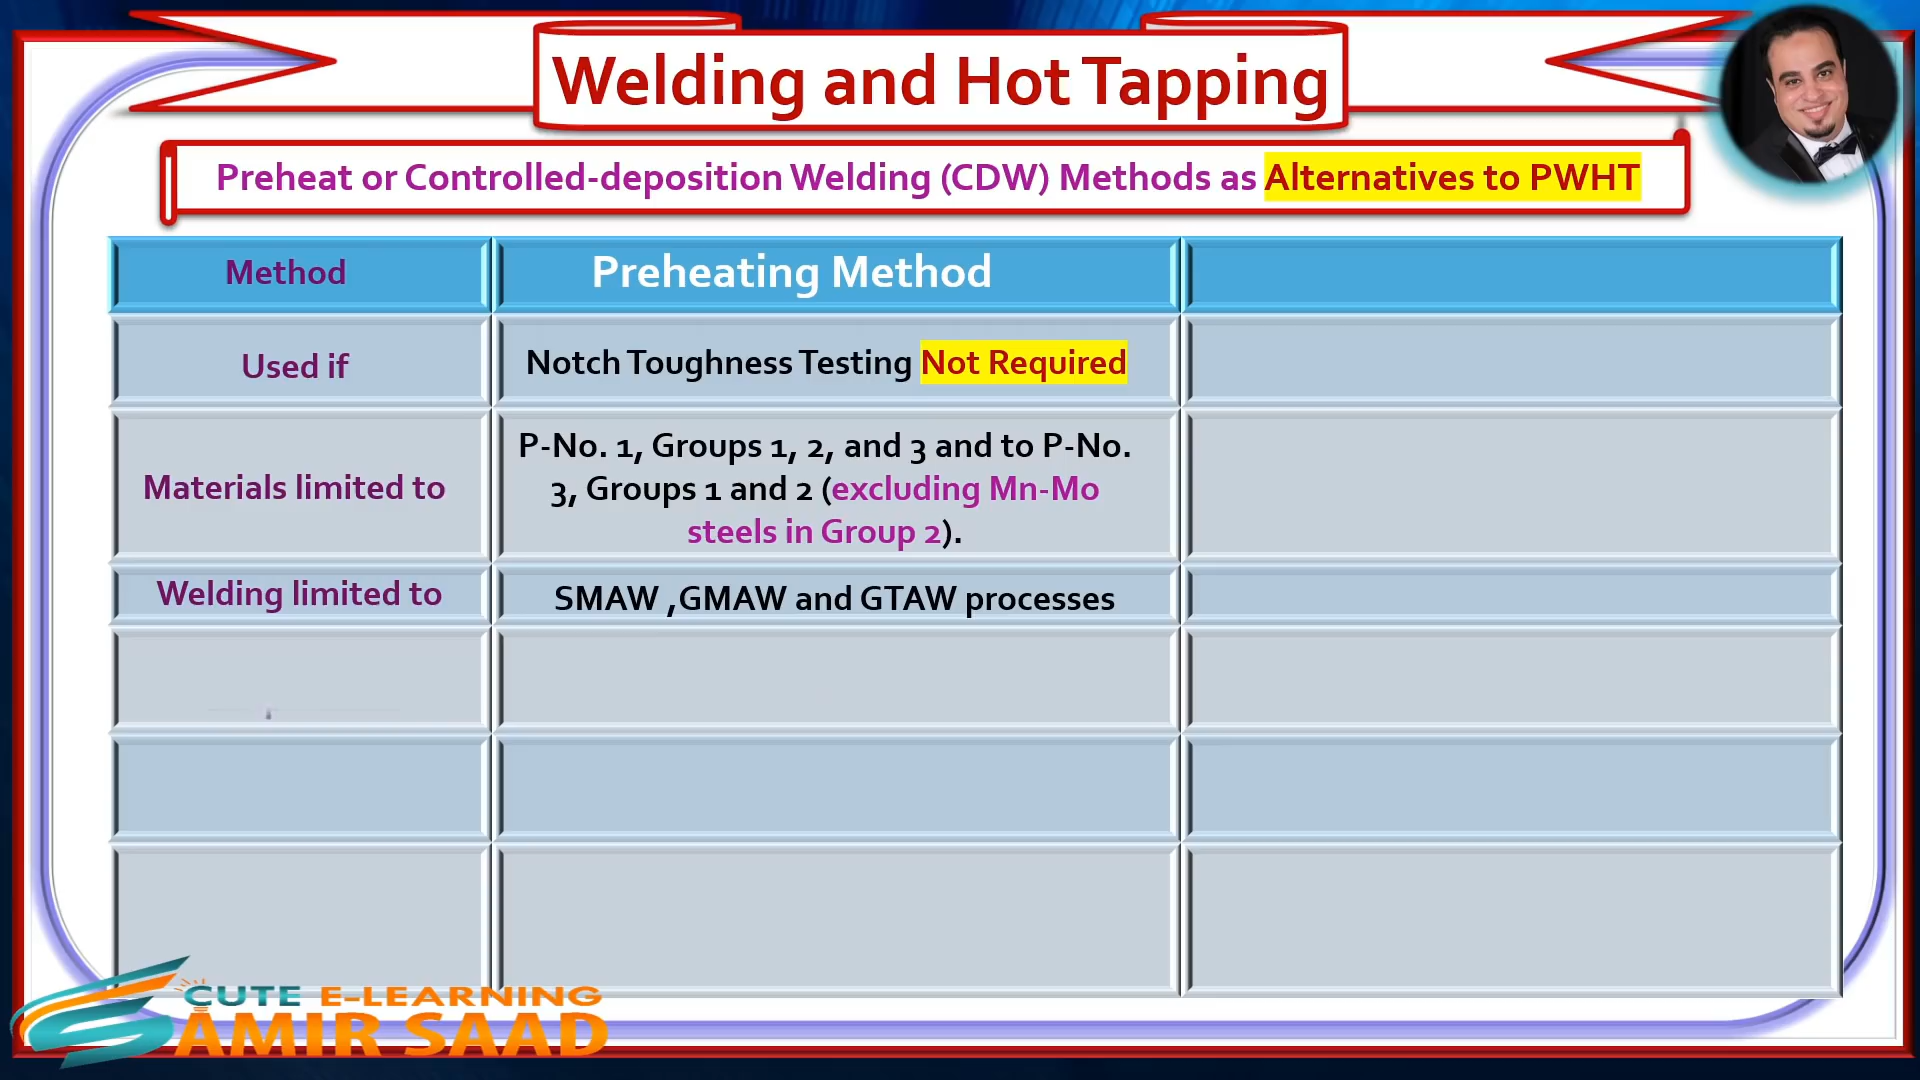 Welding and Hot Tapping
Preheat or Controlled-deposition Welding (CDW) Methods as Alternatives to PWHT
Method
Preheating Method
Used if
Notch Toughness Testing Not Required
Materials limited to
P-No. 1, Groups 1, 2, and 3 and to P-No.
3, Groups 1 and 2 (excluding Mn-Mo
steels in Group 2).
Welding limited to
SMAW ,GMAW and GTAW processes
CUTE E-LEARNING
AMIR SAAD